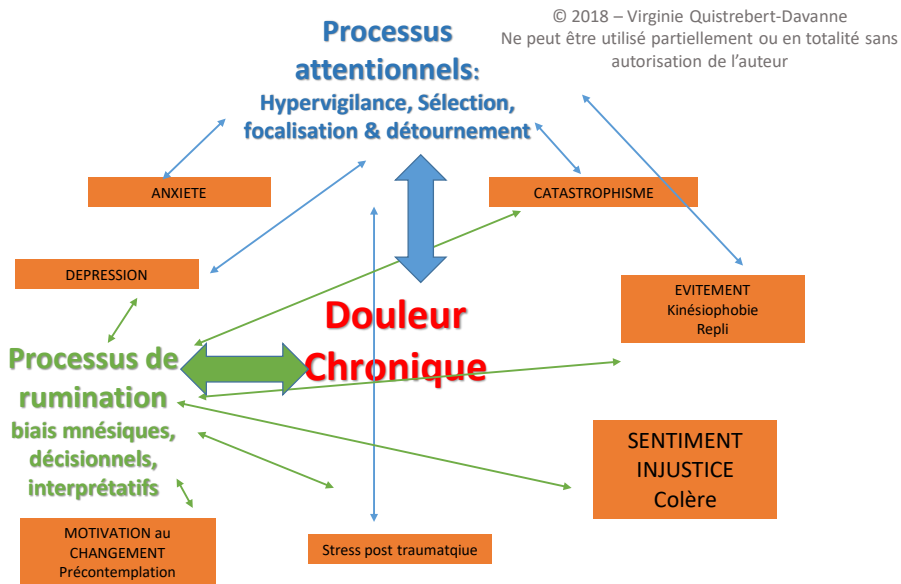 © 2018 – Virginie Quistrebert-Davanne
Ne peut être utilisé partiellement ou en totalité sans
autorisation de l’auteur
Processus
attentionnels:
Hypervigilance, Sélection,
focalisation & détournement
ANXIETE
CATASTROPHISME
DEPRESSION
EVITEMENT
Kinésiophobie
Repli
Douleur
Chronique
Processus de
rumination
biais mnésiques,
décisionnels,
interprétatifs
SENTIMENT
INJUSTICE
Colère
MOTIVATION au
CHANGEMENT
Précontemplation
Stress post traumatqiue